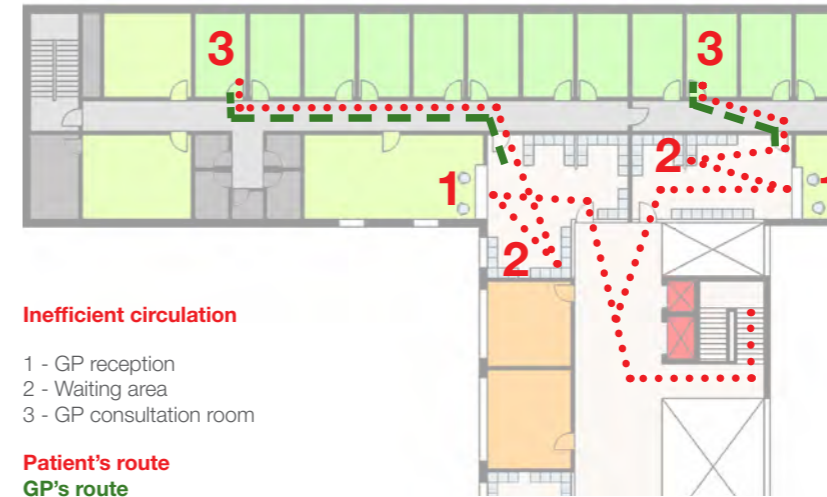 3
3
1
2
2
Inefficient circulation
1 - GP reception
2 - Waiting area
3 - GP consultation room
Patient's route
GP's route